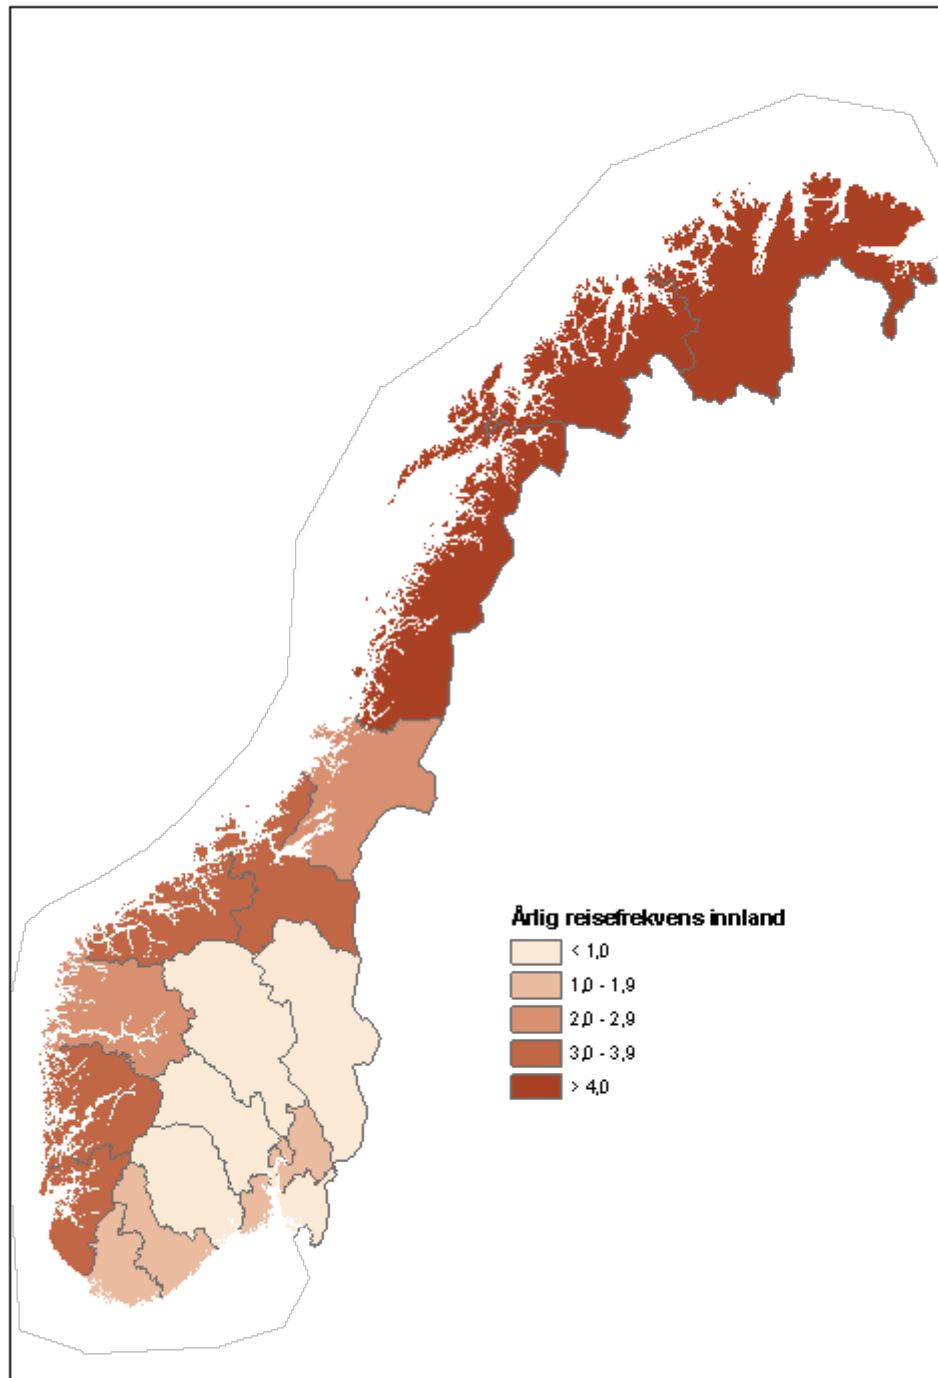 Årlig reisefrekvens innland
< 1,0
1,0 - 1,9
2,0 - 2,9
3,0 - 3,9
> 4,0